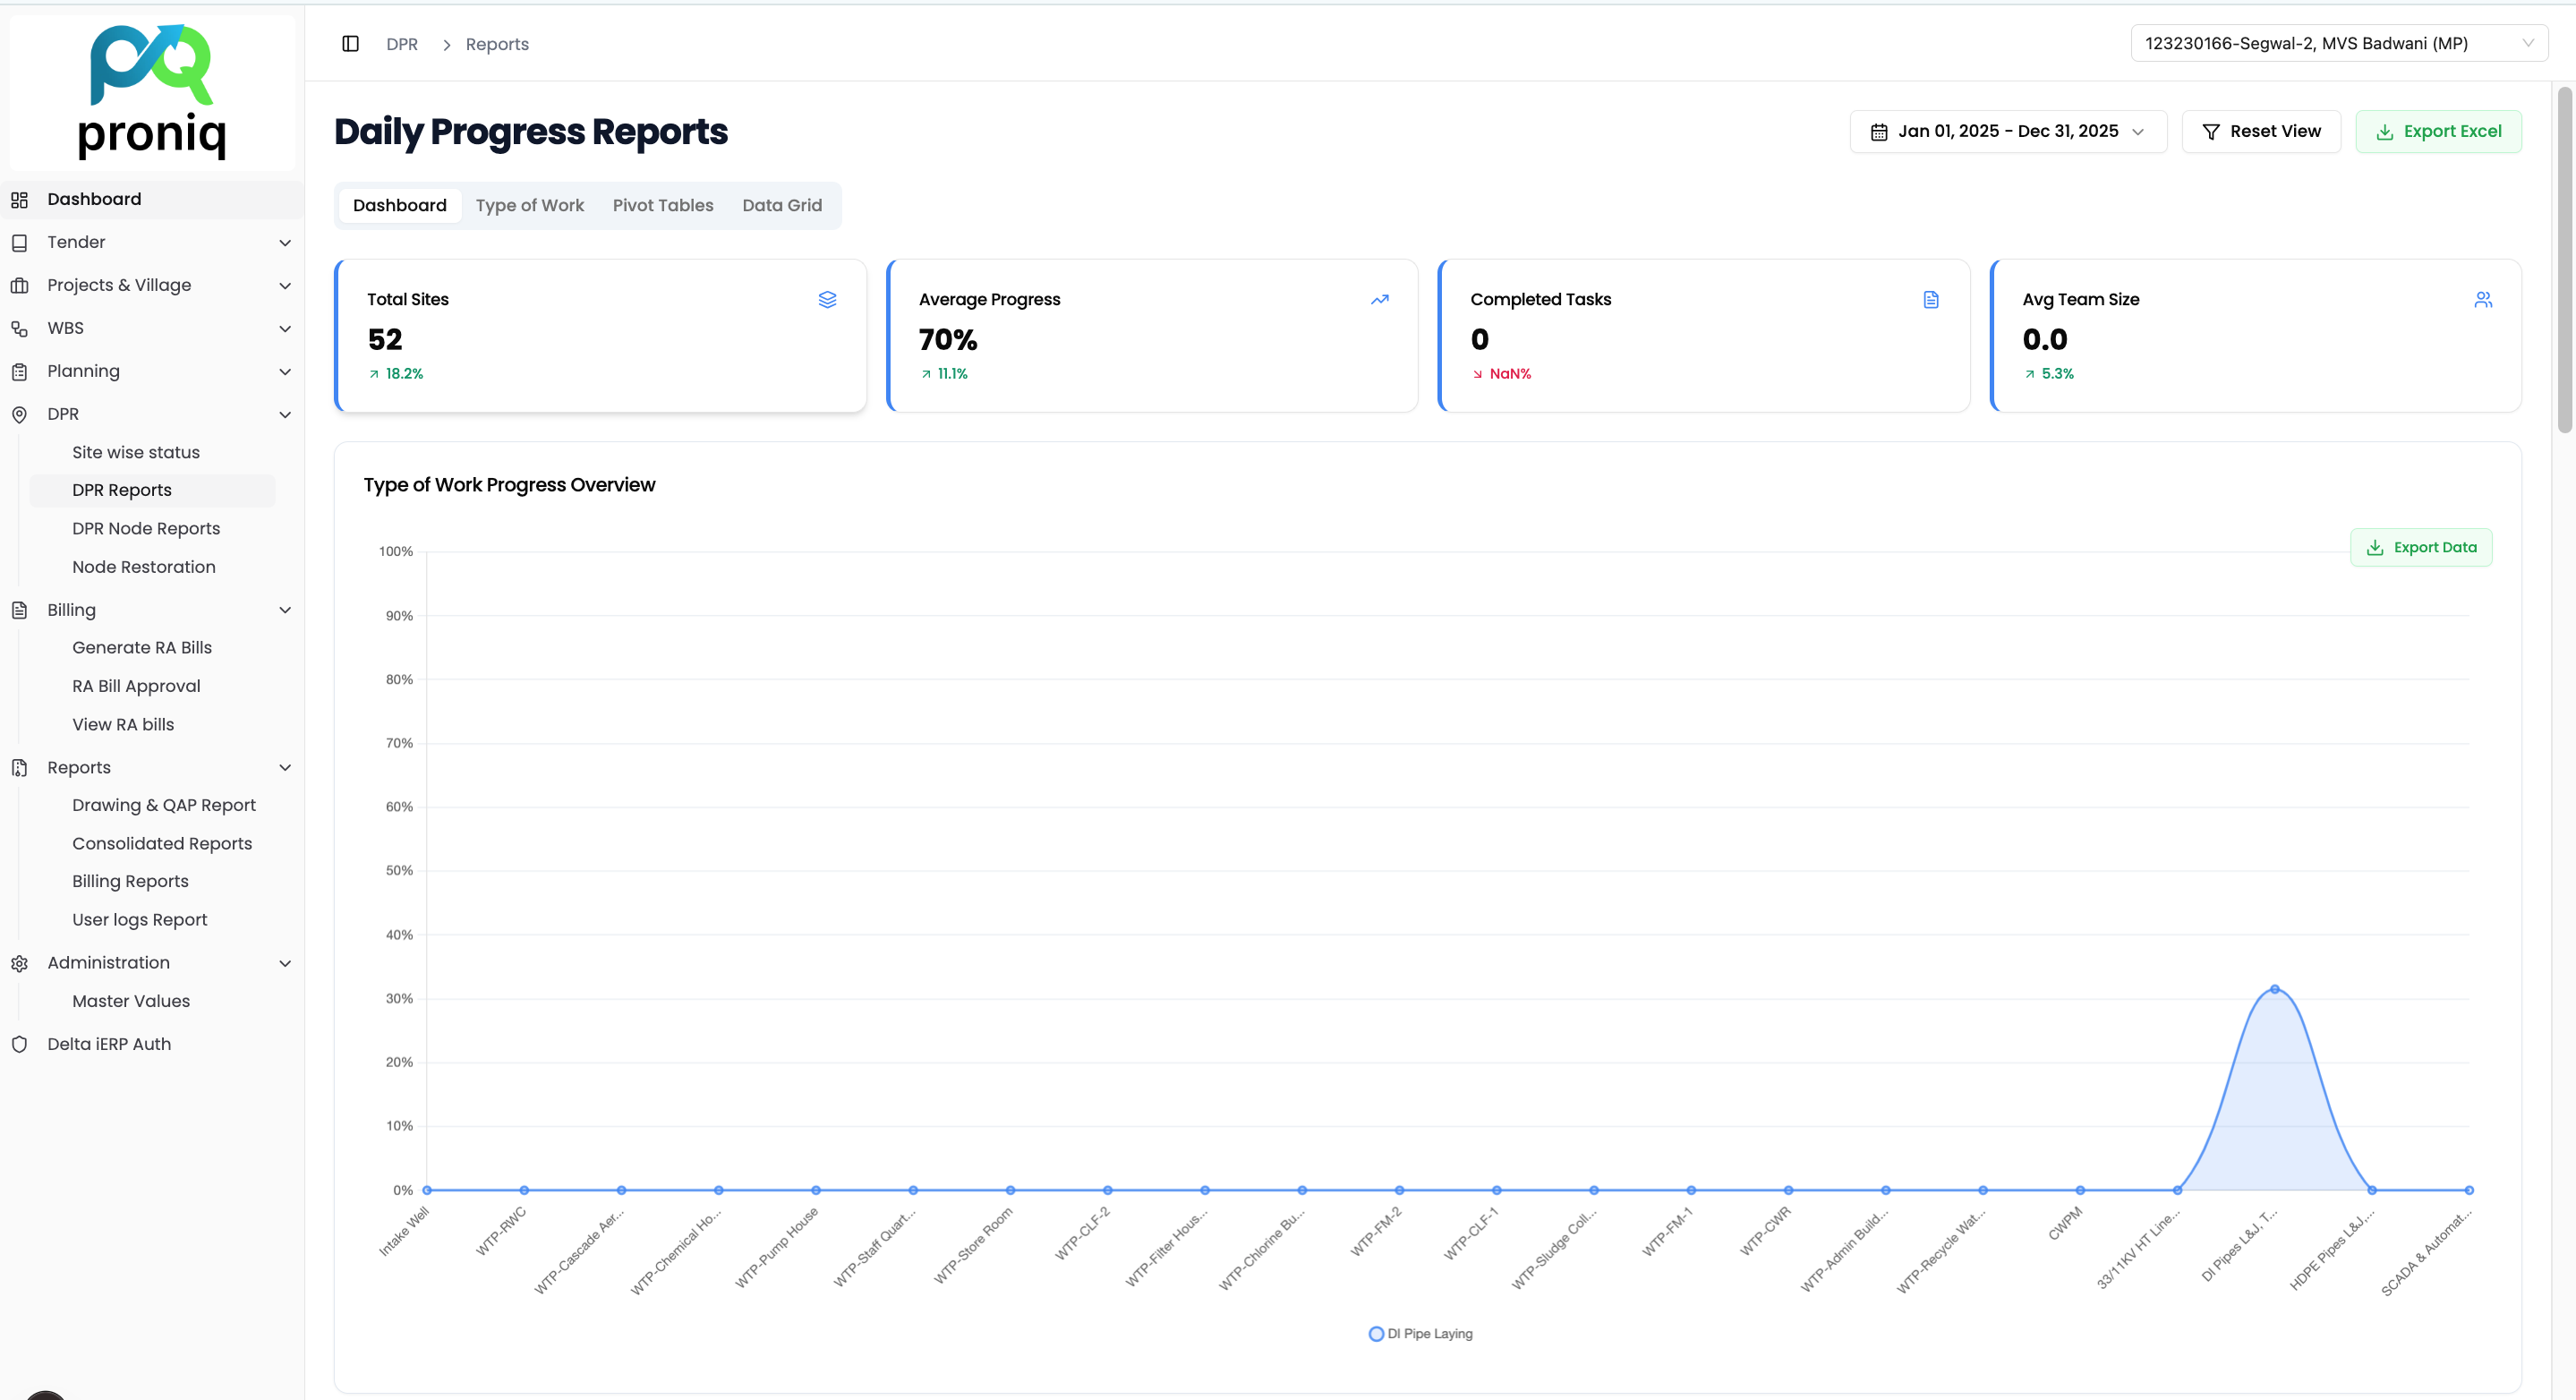 proniq
Dashboard
Tender
Projects & Village
WBS
Planning
DPR
Site wise status
DPR Reports
DPR Node Reports
Node Restoration
Billing
Generate RA Bills
RA Bill Approval
View RA bills
Reports
Drawing & QAP Report
Consolidated Reports
Billing Reports
User logs Report
Administration
Master Values
Delta iERP Auth
DPR > Reports
123230166-Segwal-2, MVS Badwani (MP)
Daily Progress Reports
Jan 01, 2025 - Dec 31, 2025
Reset View
Export Excel
Dashboard Type of Work Pivot Tables Data Grid
Total Sites
52
18.2%
Average Progress
70%
11.1%
Completed Tasks
0
NaN%
Avg Team Size
0.0
5.3%
Type of Work Progress Overview
Export Data
100%
90%
80%
70%
60%
50%
40%
30%
20%
10%
0%
Intake Well
WTP-RWC
WTP-Cascade Aer...
WTP-Chemical Ho...
WTP-Pump House
WTP-Staff Quart...
WTP-Store Room
WTP-CLF-2
WTP-Filter Hous...
WTP-Chlorine Bu...
WTP-FM-2
WTP-CLF-1
WTP-Sludge Coll...
WTP-FM-1
WTP-CWR
WTP-Admin Build...
WTP-Recycle Wat...
CWPM
33/11KV HT Line...
DI Pipes L&J, T...
HDPE Pipes L&J,...
SCADA & Automat...
DI Pipe Laying